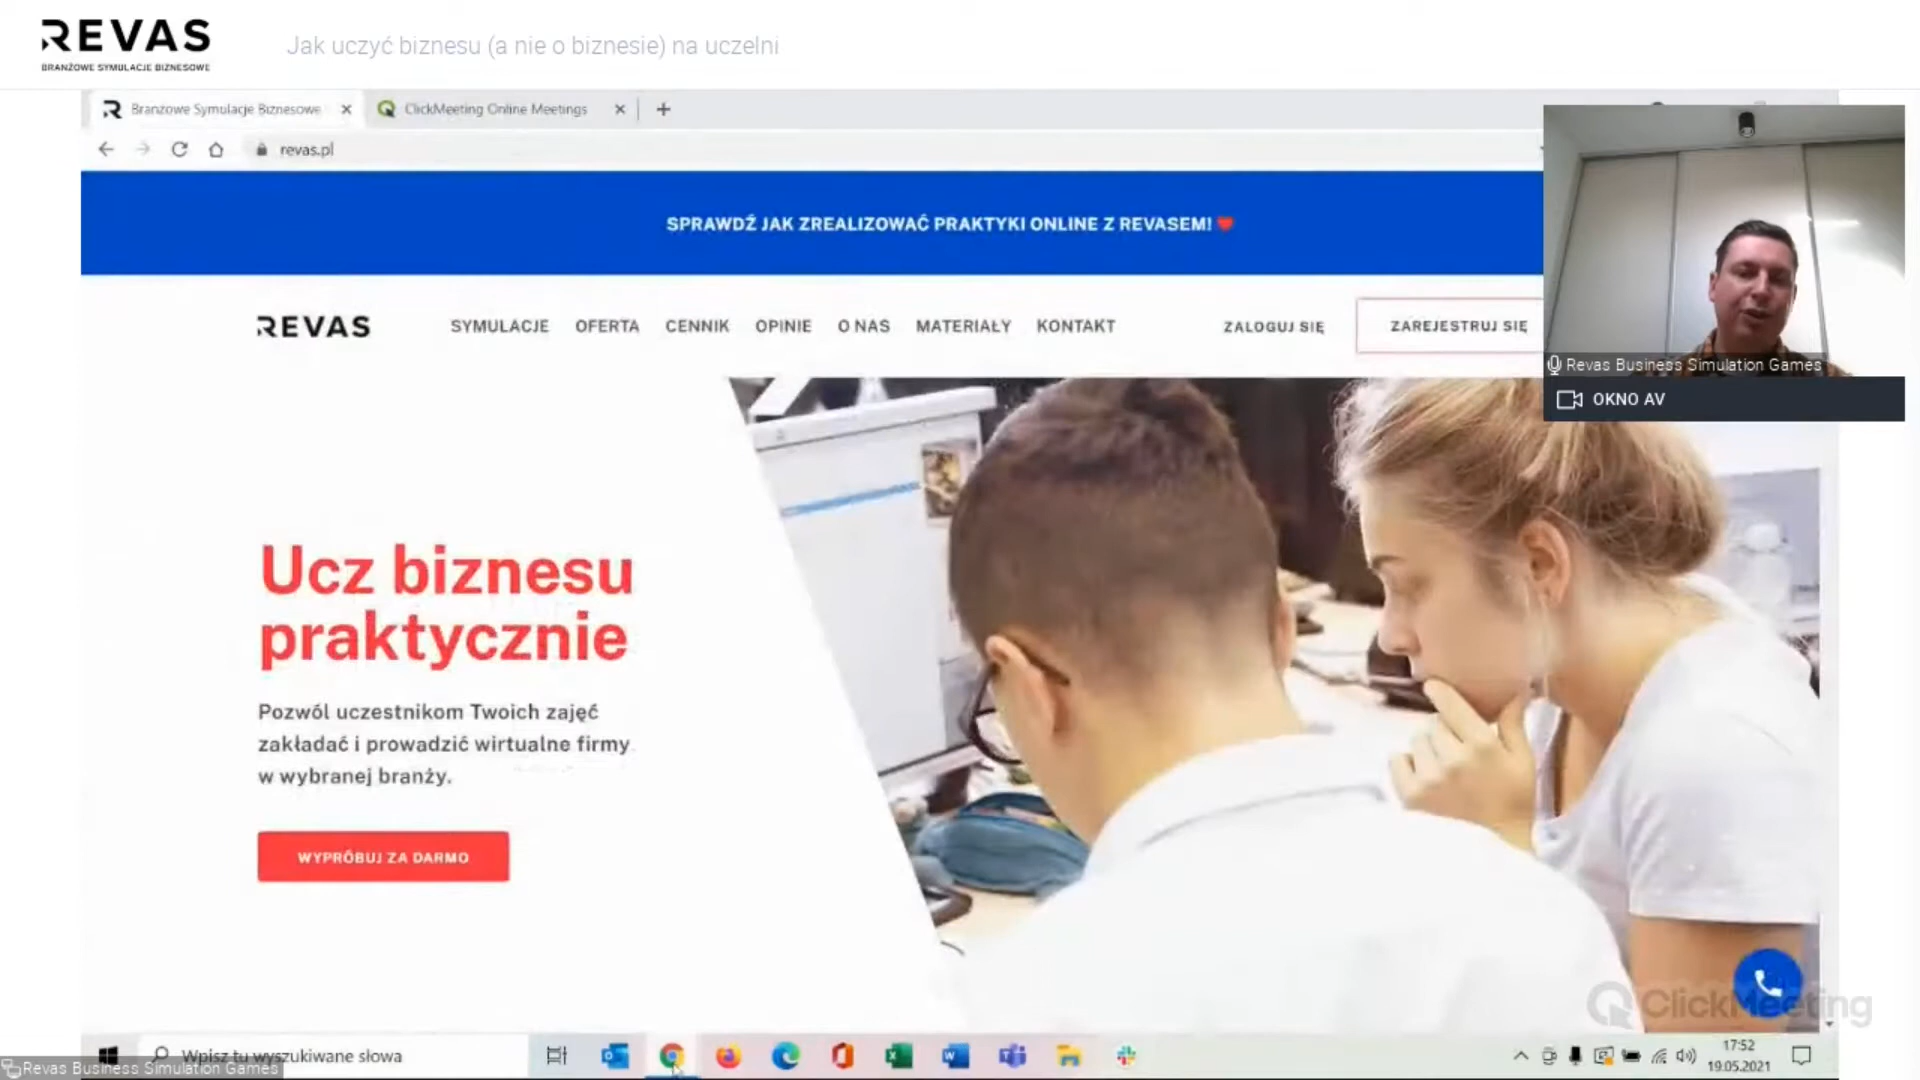 REVAS
BRANŻOWE SYMULACJE BIZNESOWE
Jak uczyć biznesu (a nie o biznesie) na uczelni
Branżowe Symulacje Biznesowe
ClickMeeting Online Meetings
revas.pl
SPRAWDŹ JAK ZREALIZOWAĆ PRAKTYKI ONLINE Z REVASEM!
REVAS
SYMULACJE OFERTA CENNIK OPINIE O NAS MATERIAŁY KONTAKT ZALOGUJ SIĘ ZAREJESTRUJ SIĘ
Revas Business Simulation Games
OKNO AV
Ucz biznesu
praktycznie
Pozwól uczestnikom Twoich zajęć
zakładać i prowadzić wirtualne firmy
w wybranej branży.
WYPRÓBUJ ZA DARMO
ClickMeeting
Wpisz tu wyszukiwane słowa
17:52
19.05.2021
Revas Business Simulation Games